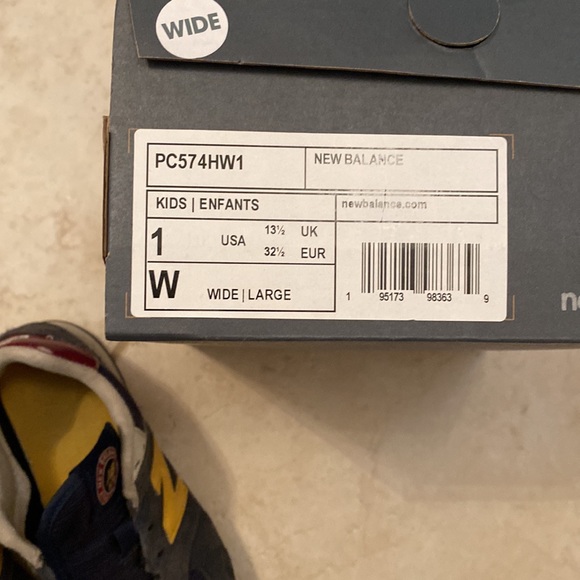 WIDE
PC574HW1
NEW BALANCE
KIDS | ENFANTS
newbalance.com
1 USA 13½ UK
32½ EUR
W WIDE | LARGE
1 95173 98363 9
N